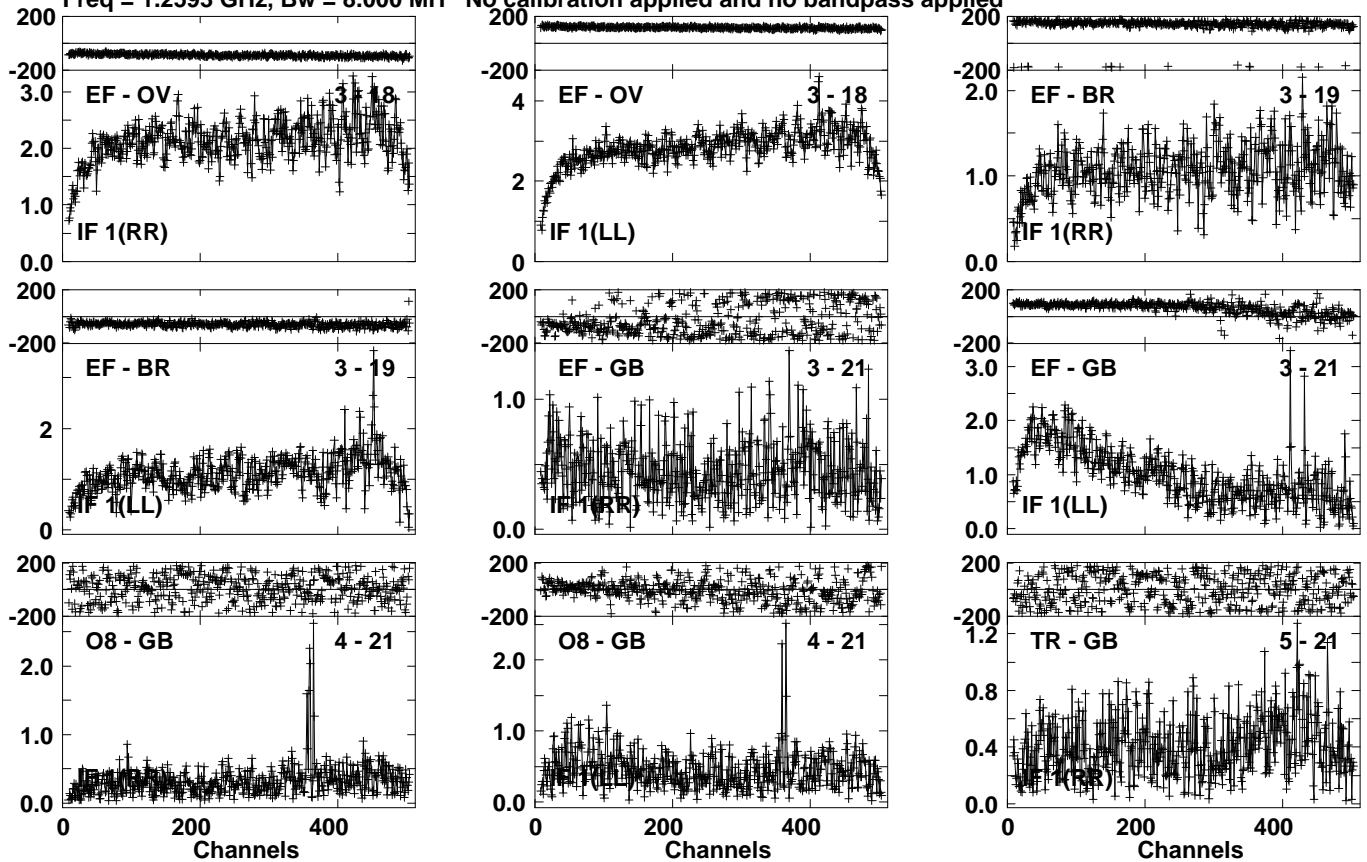 Freq = 1.2593 GHz, Bw = 8.000 MH No calibration applied and no bandpass applied
200
-200
EF - OV 3 - 18
3.0
2.0
1.0
0.0
IF 1(RR)
200
-200
EF - OV 3 - 18
4
2
0
IF 1(LL)
200
-200
EF - BR 3 - 19
2.0
1.0
0.0
IF 1(RR)
200
-200
EF - BR 3 - 19
2
0
IF 1(LL)
200
-200
EF - GB 3 - 21
1.0
0.0
IF 1(RR)
200
-200
EF - GB 3 - 21
3.0
2.0
1.0
0.0
IF 1(LL)
200
-200
O8 - GB 4 - 21
2.0
1.0
0.0
IF 1(RR)
0 200 400
Channels
200
-200
O8 - GB 4 - 21
2.0
1.0
0.0
IF 1(LL)
0 200 400
Channels
200
-200
TR - GB 5 - 21
1.2
0.8
0.4
0.0
IF 1(RR)
0 200 400
Channels